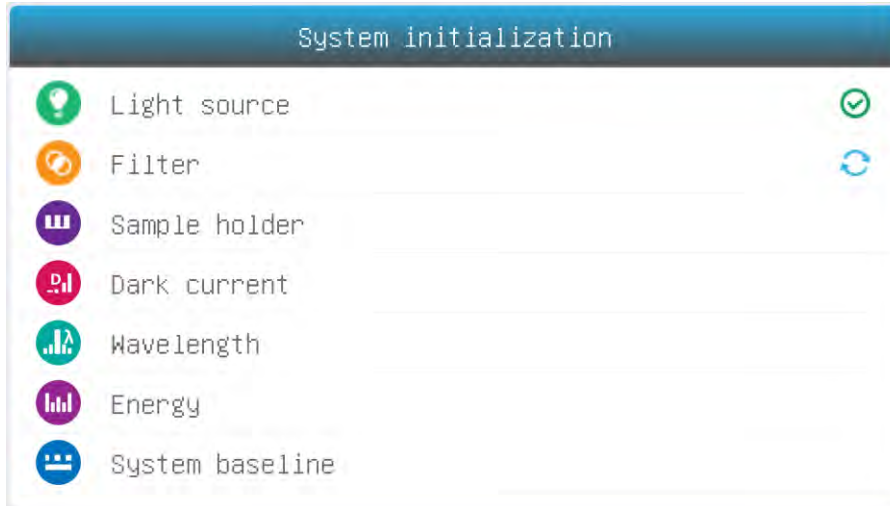 System initialization
Light source
Filter
Sample holder
Dark current
Wavelength
Energy
System baseline